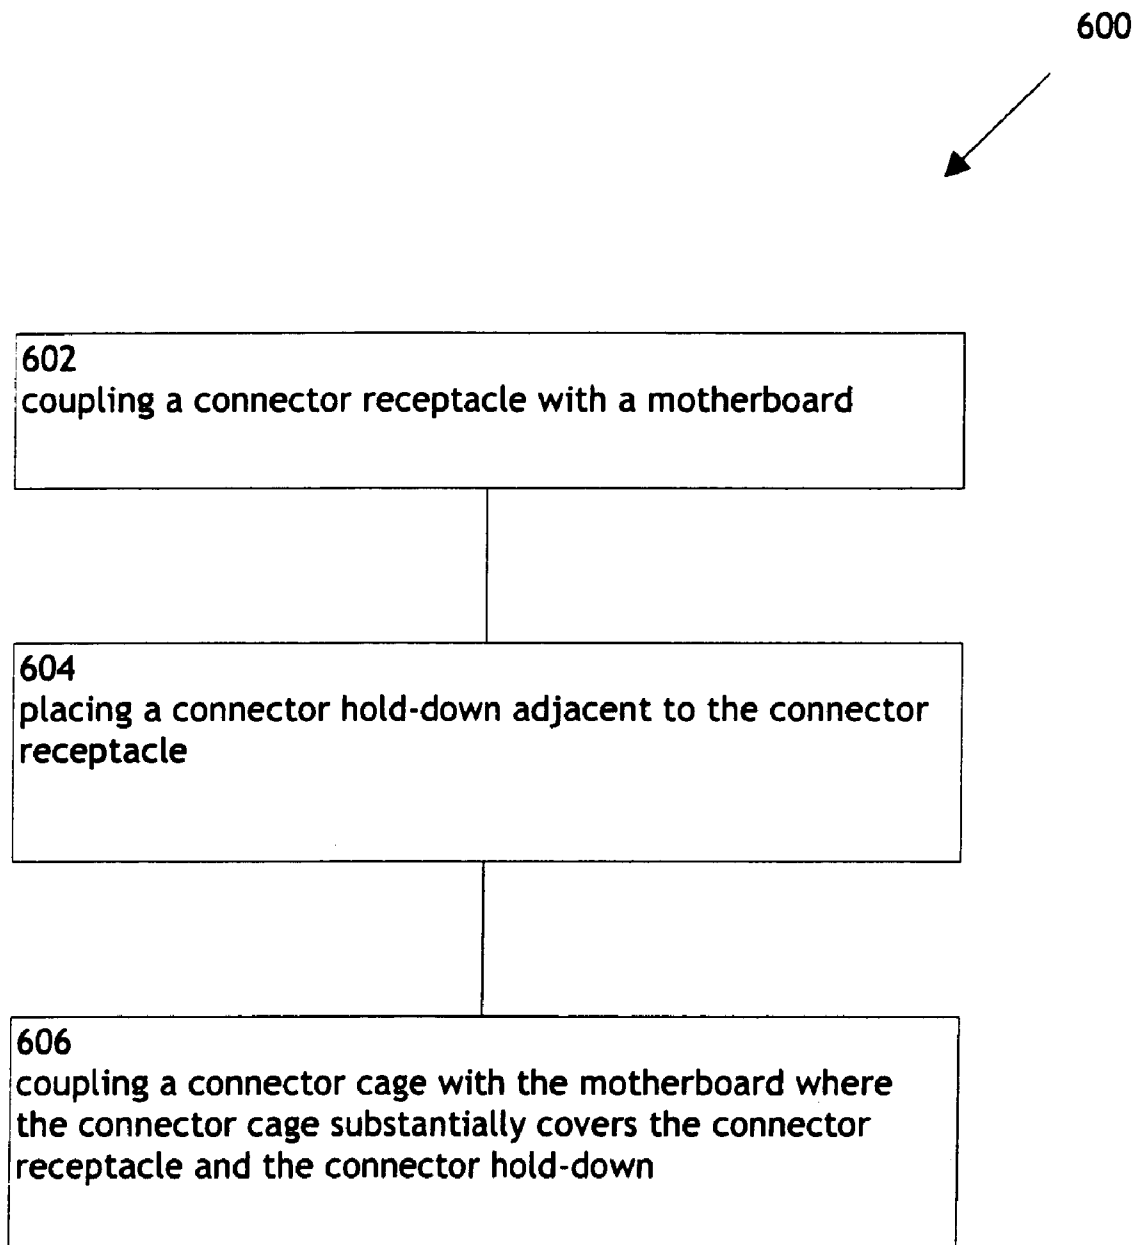 600
602
coupling a connector receptacle with a motherboard
604
placing a connector hold-down adjacent to the connector
receptacle
606
coupling a connector cage with the motherboard where
the connector cage substantially covers the connector
receptacle and the connector hold-down